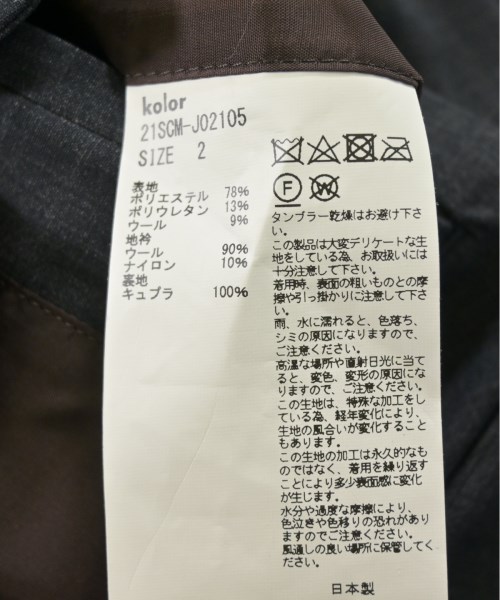 kolor
21SCM-J02105
SIZE 2
表地
ポリエステル 78%
ポリウレタン 13%
ウール 9%
地衿
ウール 90%
ナイロン 10%
裏地
キュプラ 100%
F
W
タンブラー乾燥はお避け下さ
い。
この製品は大変デリケートな生
地をしている為、お取扱いには
十分注意して下さい。
着用時、表面の粗いものとの摩
擦や引っ掛かりに注意して下さ
い。
雨、水に濡れると、色落ち、
シミの原因になりますので、
ご注意ください。
高温な場所や直射日光に当て
ると、変色、変形の原因にな
りますので、ご注意ください。
この生地は、特殊な加工をし
ている為、経年変化により、
生地の風合いが変化すること
もあります。
この生地の加工は永久的なも
のではなく、着用を繰り返す
ことにより多少表面感に変化
が生じます。
水分や過度な摩擦により、
色泣きや色移りの恐れがあり
ますのでご注意ください。
風通しの良い場所に保管してく
ださい。
日本製